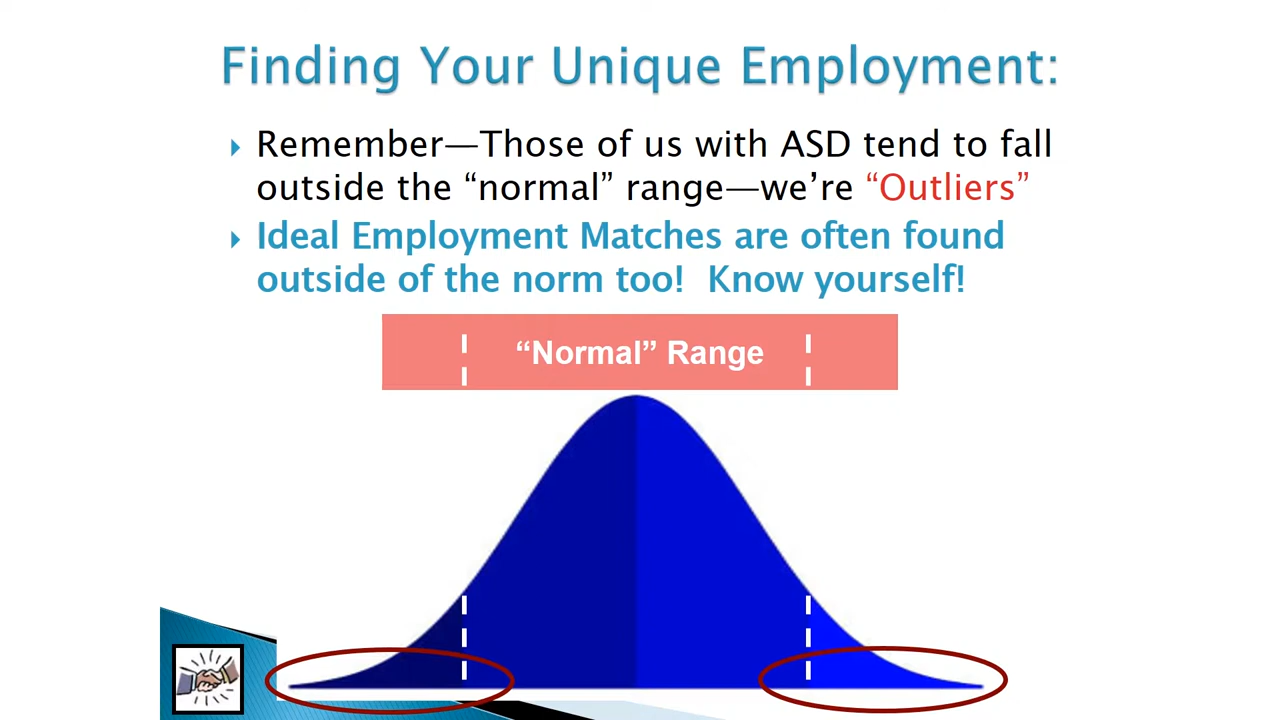 Finding Your Unique Employment:
Remember—Those of us with ASD tend to fall
outside the “normal” range—we’re “Outliers”
Ideal Employment Matches are often found
outside of the norm too!  Know yourself!
“Normal” Range